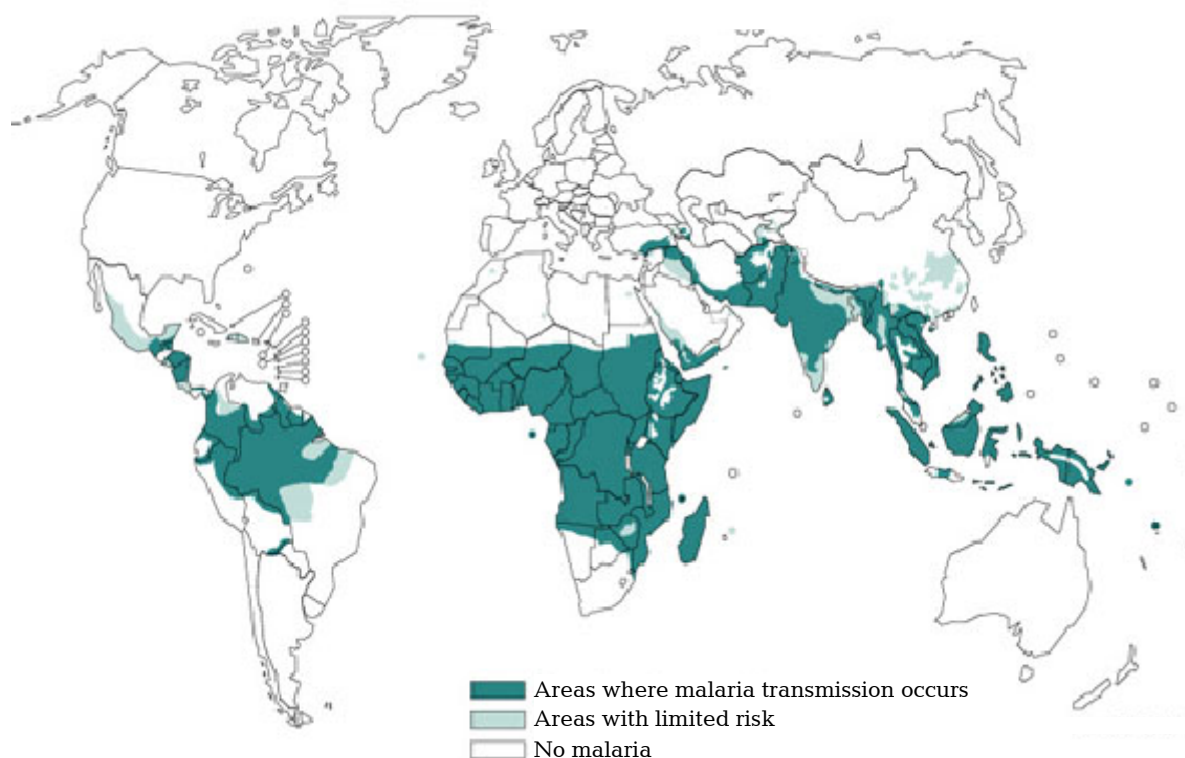 Areas where malaria transmission occurs
Areas with limited risk
No malaria